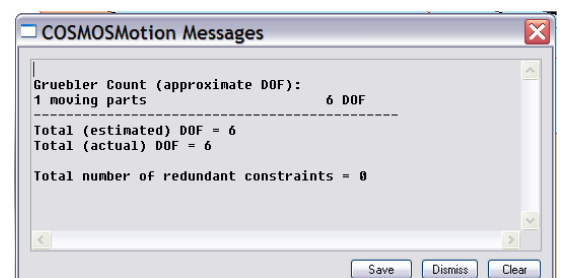 COSMOSMotion Messages
Gruebler Count (approximate DOF):
1 moving parts 6 DOF
----------------------------------------------
Total (estimated) DOF = 6
Total (actual) DOF = 6
Total number of redundant constraints = 0
Save Dismiss Clear